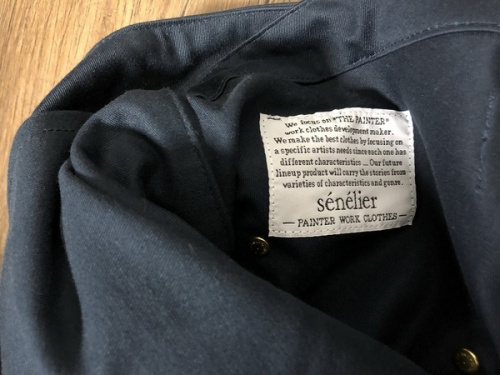 We focus on "THE PAINTER"
work clothes development maker.
We make the best clothes by focusing on
a specific artists needs since each one has
different characteristics ... Our future
lineup product will carry the stories from
varieties of characteristics and genre.
sénélier
— PAINTER WORK CLOTHES —